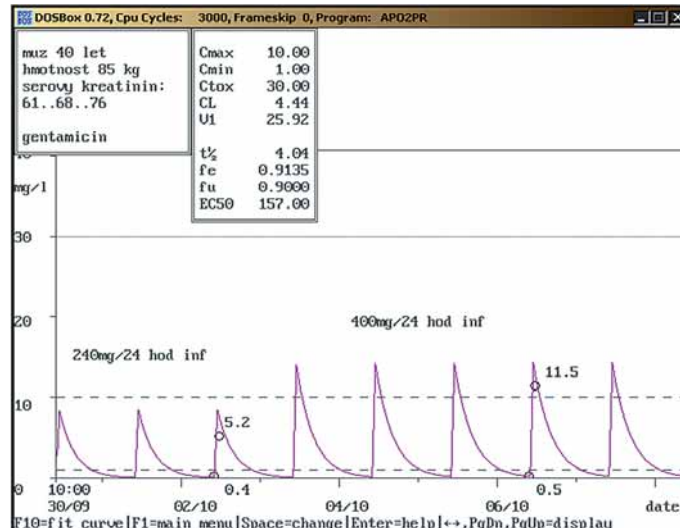 DOSBox 0.72, Cpu Cycles: 3000, Frameskip 0, Program: APO2PR
muz 40 let
hmotnost 85 kg
serovy kreatinin:
61..68..76
gentamicin
Cmax 10.00
Cmin 1.00
Ctox 30.00
CL 4.44
V1 25.92
t½ 4.04
fe 0.9135
fu 0.9000
EC50 157.00
mg/l
30
20
400mg/24 hod inf
240mg/24 hod inf
11.5
10
5.2
0 10:00 0.4 0.5
30/09 02/10 04/10 06/10 date
F10=fit curve|F1=main menu|Space=change|Enter=help|↔,PgDn,PgUp=display